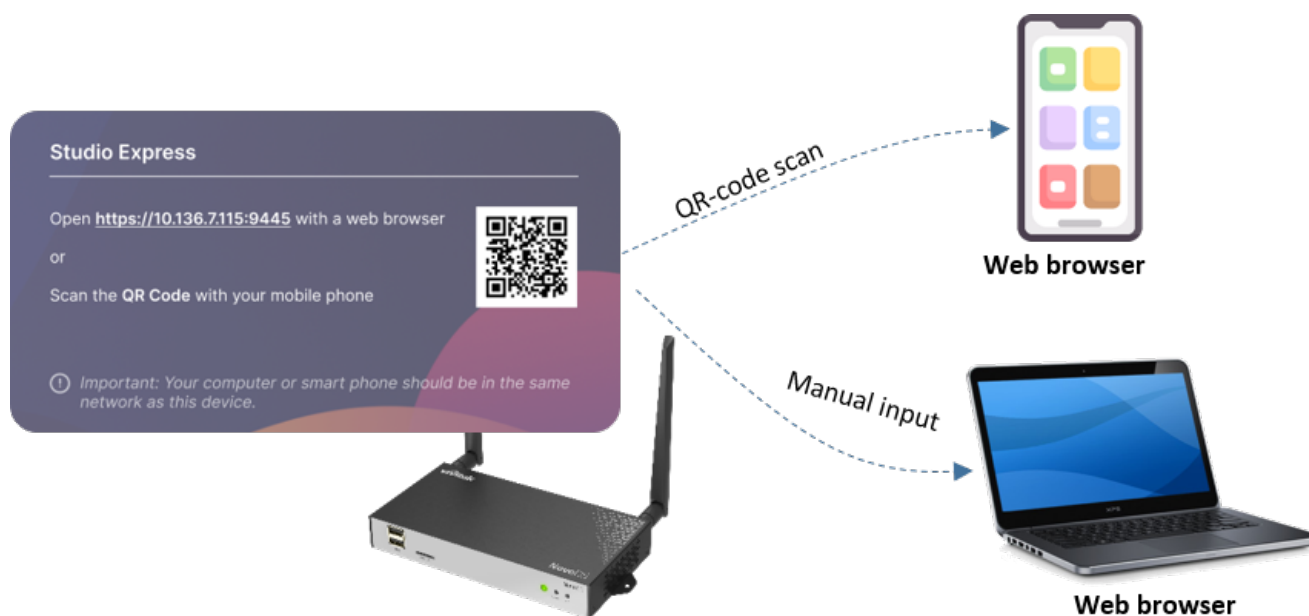 Studio Express
Open https://10.136.7.115:9445 with a web browser
or
Scan the QR Code with your mobile phone
Important: Your computer or smart phone should be in the same
network as this device.
QR-code scan
Web browser
Manual input
Web browser
NovoDS
XPS